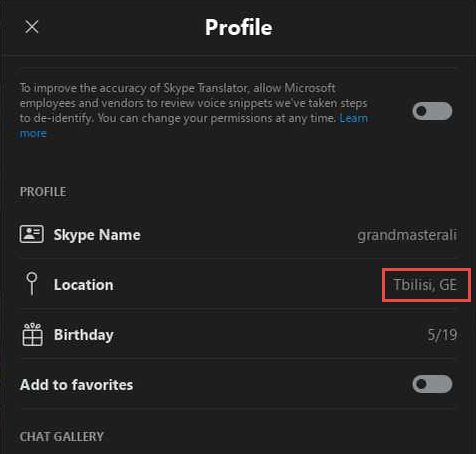 Profile
To improve the accuracy of Skype Translator, allow Microsoft
employees and vendors to review voice snippets we've taken steps
to de-identify. You can change your permissions at any time. Learn
more
PROFILE
Skype Name grandmasterali
Location Tbilisi, GE
Birthday 5/19
Add to favorites
CHAT GALLERY